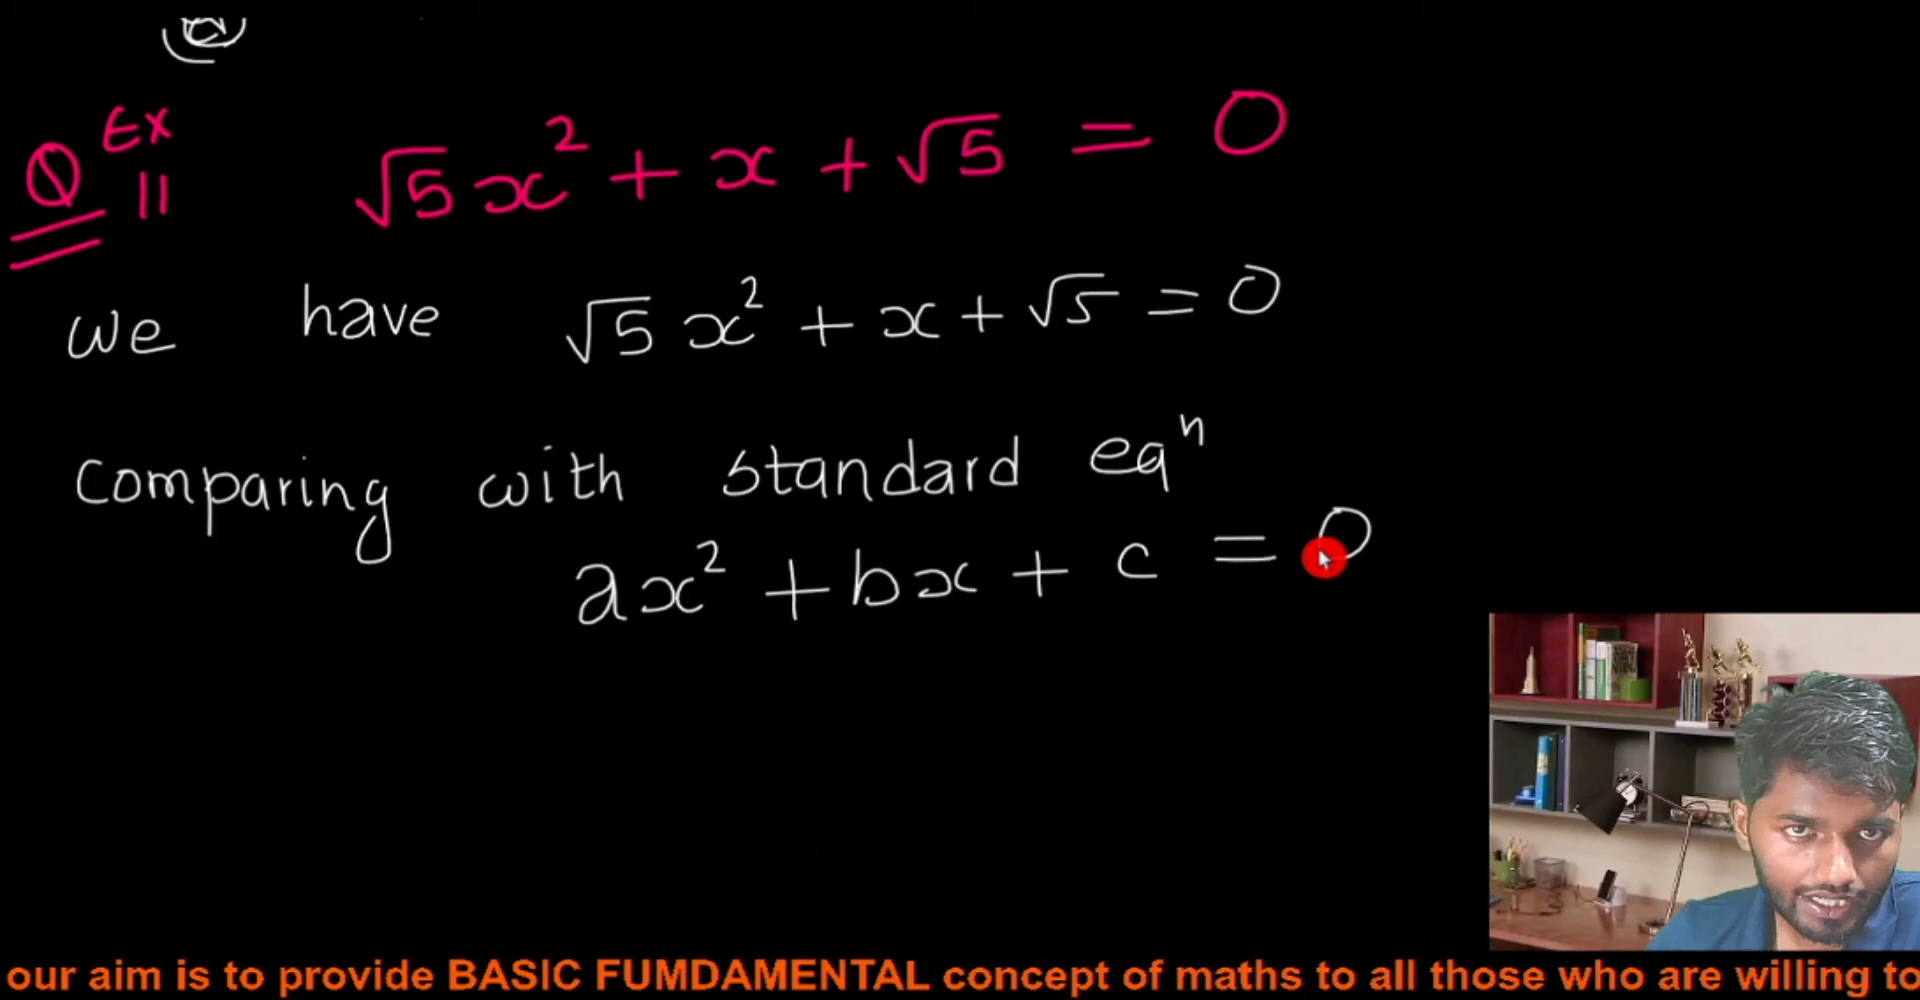 Q Ex 11 √5x² + x + √5 = 0
we have √5x² + x + √5 = 0
comparing with standard eqⁿ
ax² + bx + c = 0
our aim is to provide BASIC FUMDAMENTAL concept of maths to all those who are willing to